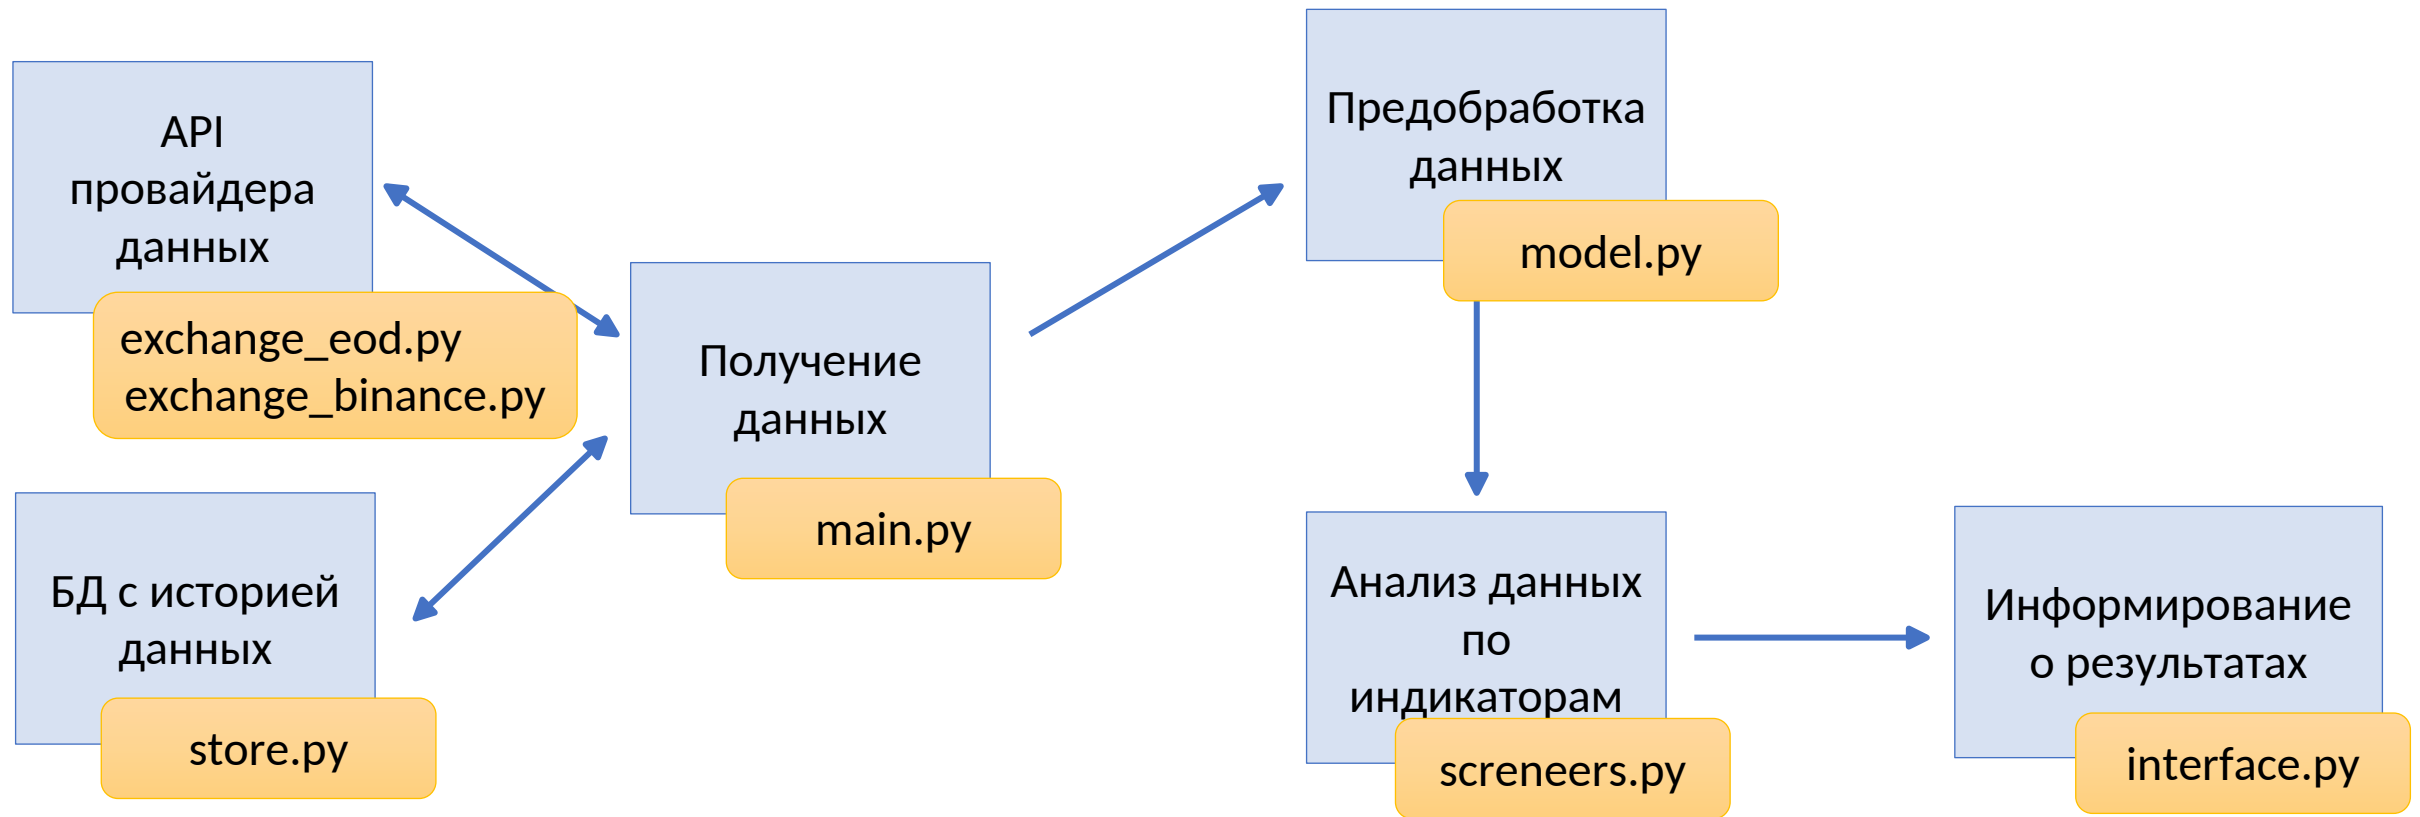 API
провайдера
данных
exchange_eod.py
exchange_binance.py
БД с историей
данных
store.py
Получение
данных
main.py
Предобработка
данных
model.py
Анализ данных
по
индикаторам
screneers.py
Информирование
о результатах
interface.py